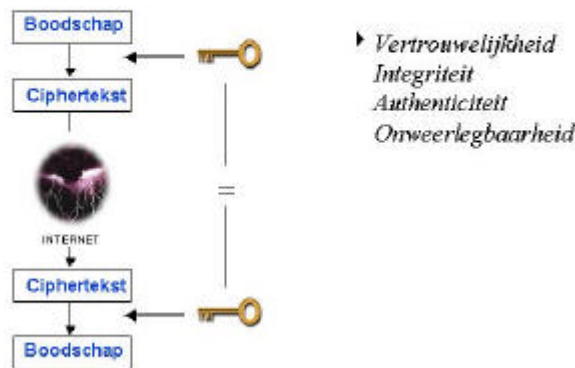 Boodschap
Ciphertekst
INTERNET
Ciphertekst
Boodschap
=
Vertrouwelijkheid
Integriteit
Authenticiteit
Onweerlegbaarheid